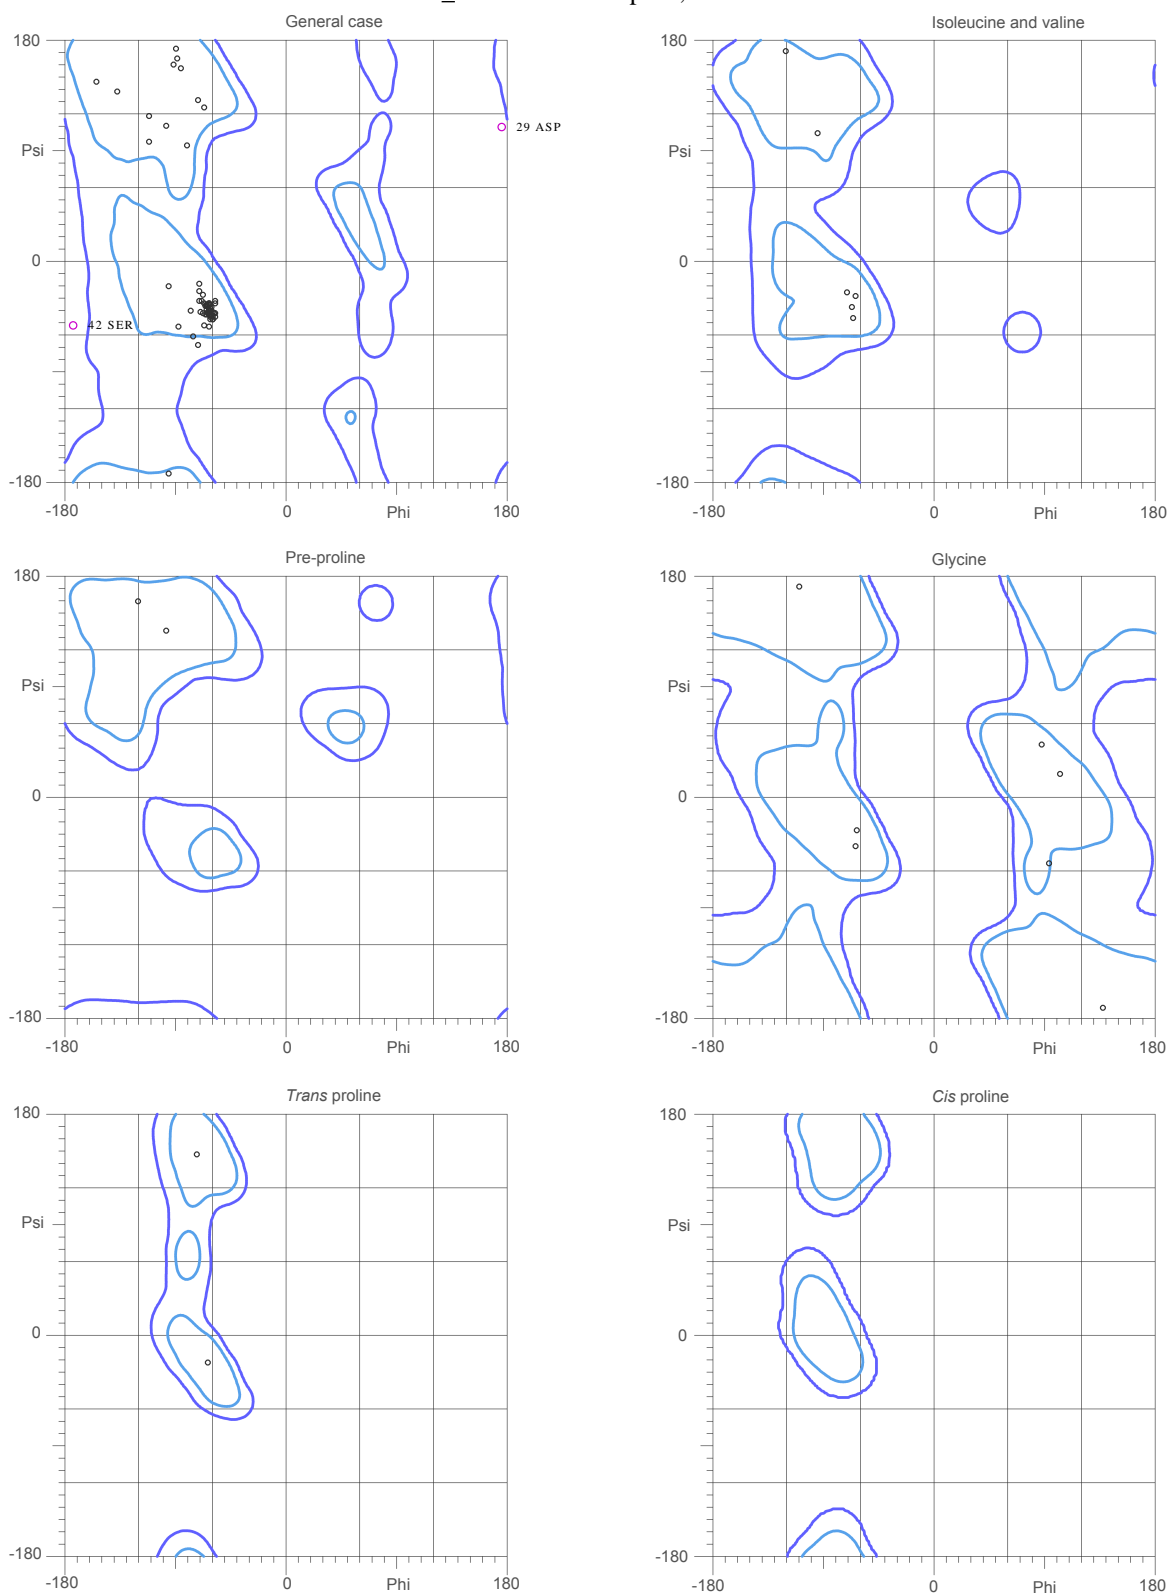 General case
Isoleucine and valine
180
180
29 ASP
Psi
Psi
0
0
42 SER
-180
-180
-180
0
Phi
180
-180
0
Phi
180
Pre-proline
Glycine
180
180
Psi
Psi
0
0
-180
-180
-180
0
Phi
180
-180
0
Phi
180
Trans proline
Cis proline
180
180
Psi
Psi
0
0
-180
-180
-180
0
Phi
180
-180
0
Phi
180